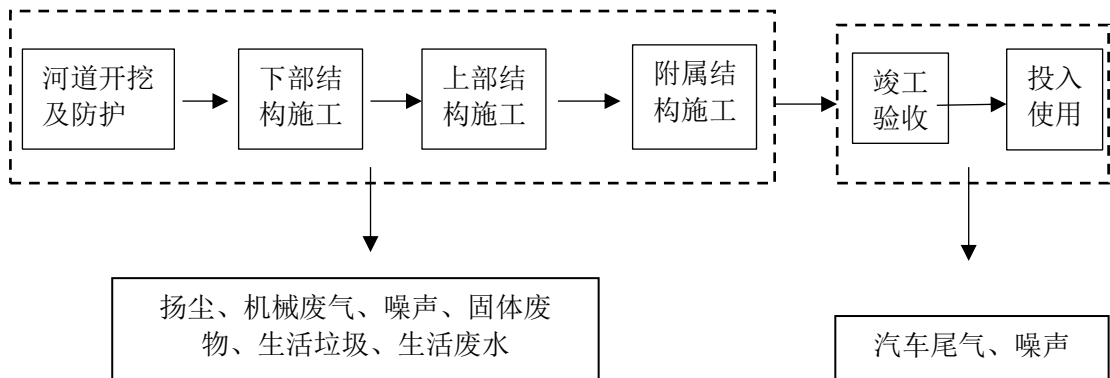 河道开挖
及防护
下部结
构施工
上部结
构施工
附属结
构施工
竣工
验收
投入
使用
扬尘、机械废气、噪声、固体废
物、生活垃圾、生活废水
汽车尾气、噪声